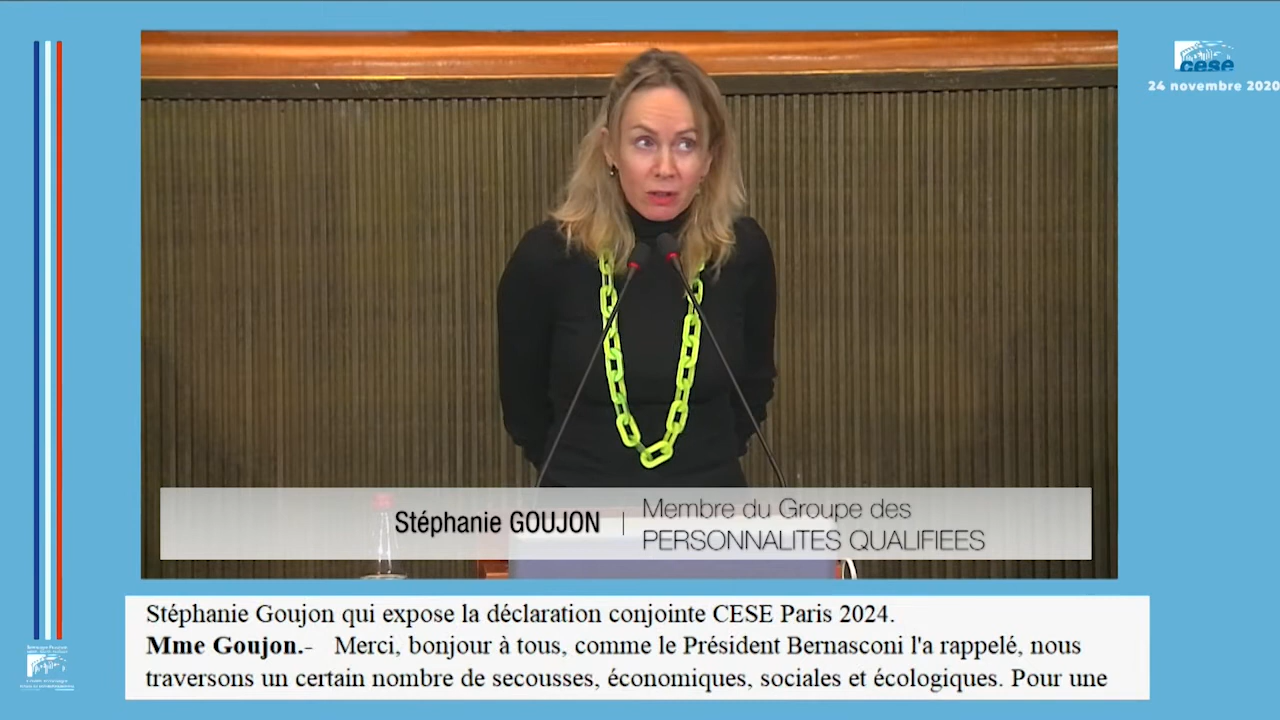 cese
24 novembre 2020
Stéphanie GOUJON
Membre du Groupe des
PERSONNALITES QUALIFIEES
Stéphanie Goujon qui expose la déclaration conjointe CESE Paris 2024.
Mme Goujon.- Merci, bonjour à tous, comme le Président Bernasconi l'a rappelé, nous
traversons un certain nombre de secousses, économiques, sociales et écologiques. Pour une